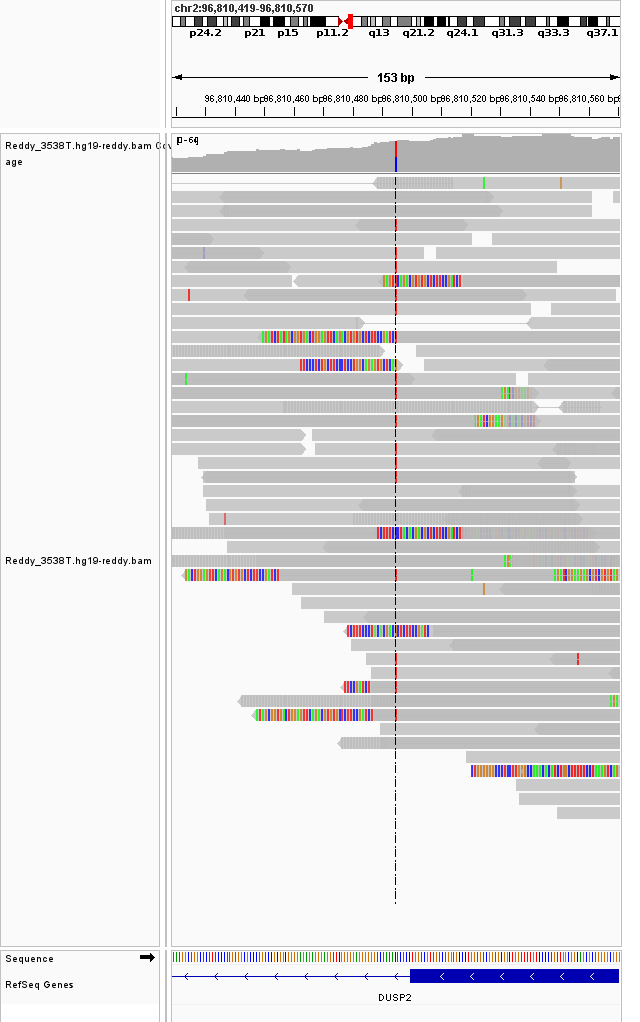 chr2:96,810,419-96,810,570
p24.2 p21 p15 p11.2 q13 q21.2 q24.1 q31.3 q33.3 q37.1
153 bp
96,810,440 bp 96,810,460 bp 96,810,480 bp 96,810,500 bp 96,810,520 bp 96,810,540 bp 96,810,560 bp
Reddy_3538T.hg19-reddy.bam Cov
age
Reddy_3538T.hg19-reddy.bam
Sequence
RefSeq Genes
DUSP2